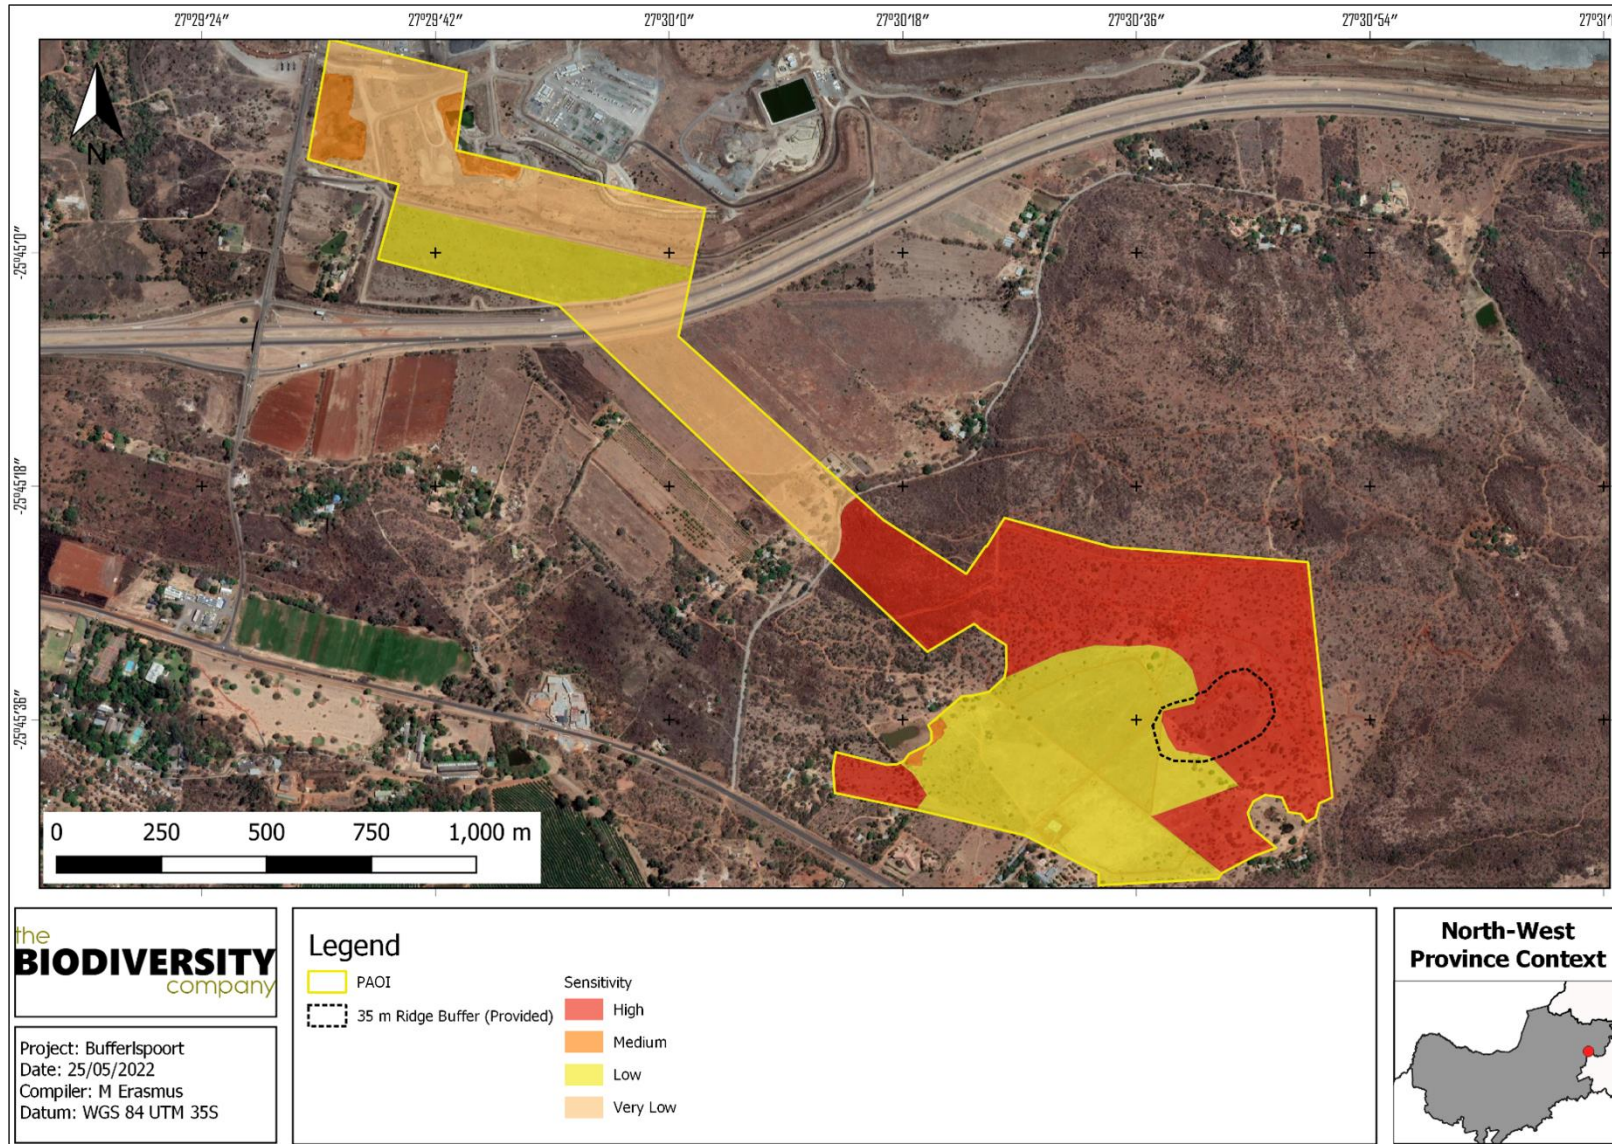 27°29′24″ 27°29′42″ 27°30′0″ 27°30′18″ 27°30′36″ 27°30′54″ 27°31′
N
-25°45′0″
-25°45′18″
-25°45′36″
0 250 500 750 1,000 m
the
BIODIVERSITY
company
Project: Bufferlspoort
Date: 25/05/2022
Compiler: M Erasmus
Datum: WGS 84 UTM 35S
Legend
PAOI
35 m Ridge Buffer (Provided)
Sensitivity
High
Medium
Low
Very Low
North-West
Province Context